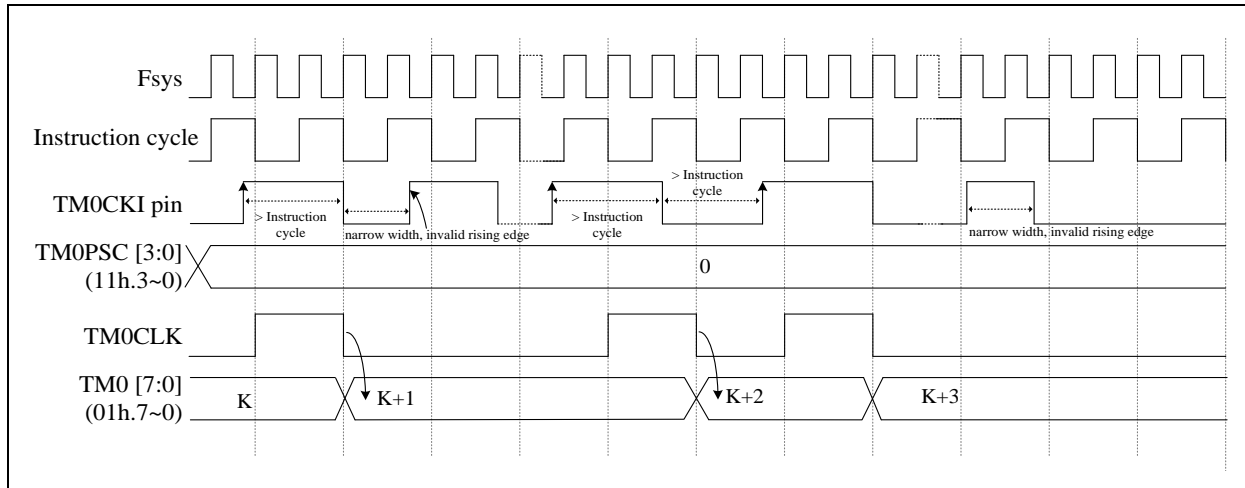 Fsys
Instruction cycle
TM0CKI pin
> Instruction
cycle
narrow width, invalid rising edge
> Instruction
cycle
> Instruction
cycle
narrow width, invalid rising edge
TM0PSC [3:0]
(11h.3~0)
0
TM0CLK
TM0 [7:0]
(01h.7~0)
K
K+1
K+2
K+3